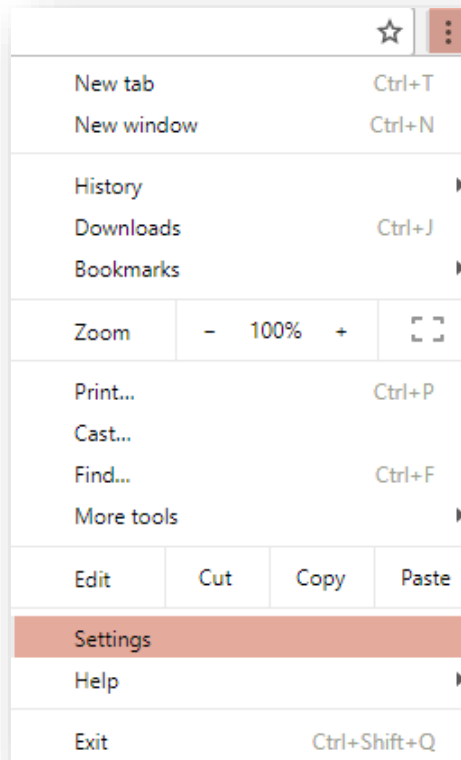 New tab Ctrl+T
New window Ctrl+N
History
Downloads Ctrl+J
Bookmarks
Zoom - 100% +
Print... Ctrl+P
Cast...
Find... Ctrl+F
More tools
Edit Cut Copy Paste
Settings
Help
Exit Ctrl+Shift+Q